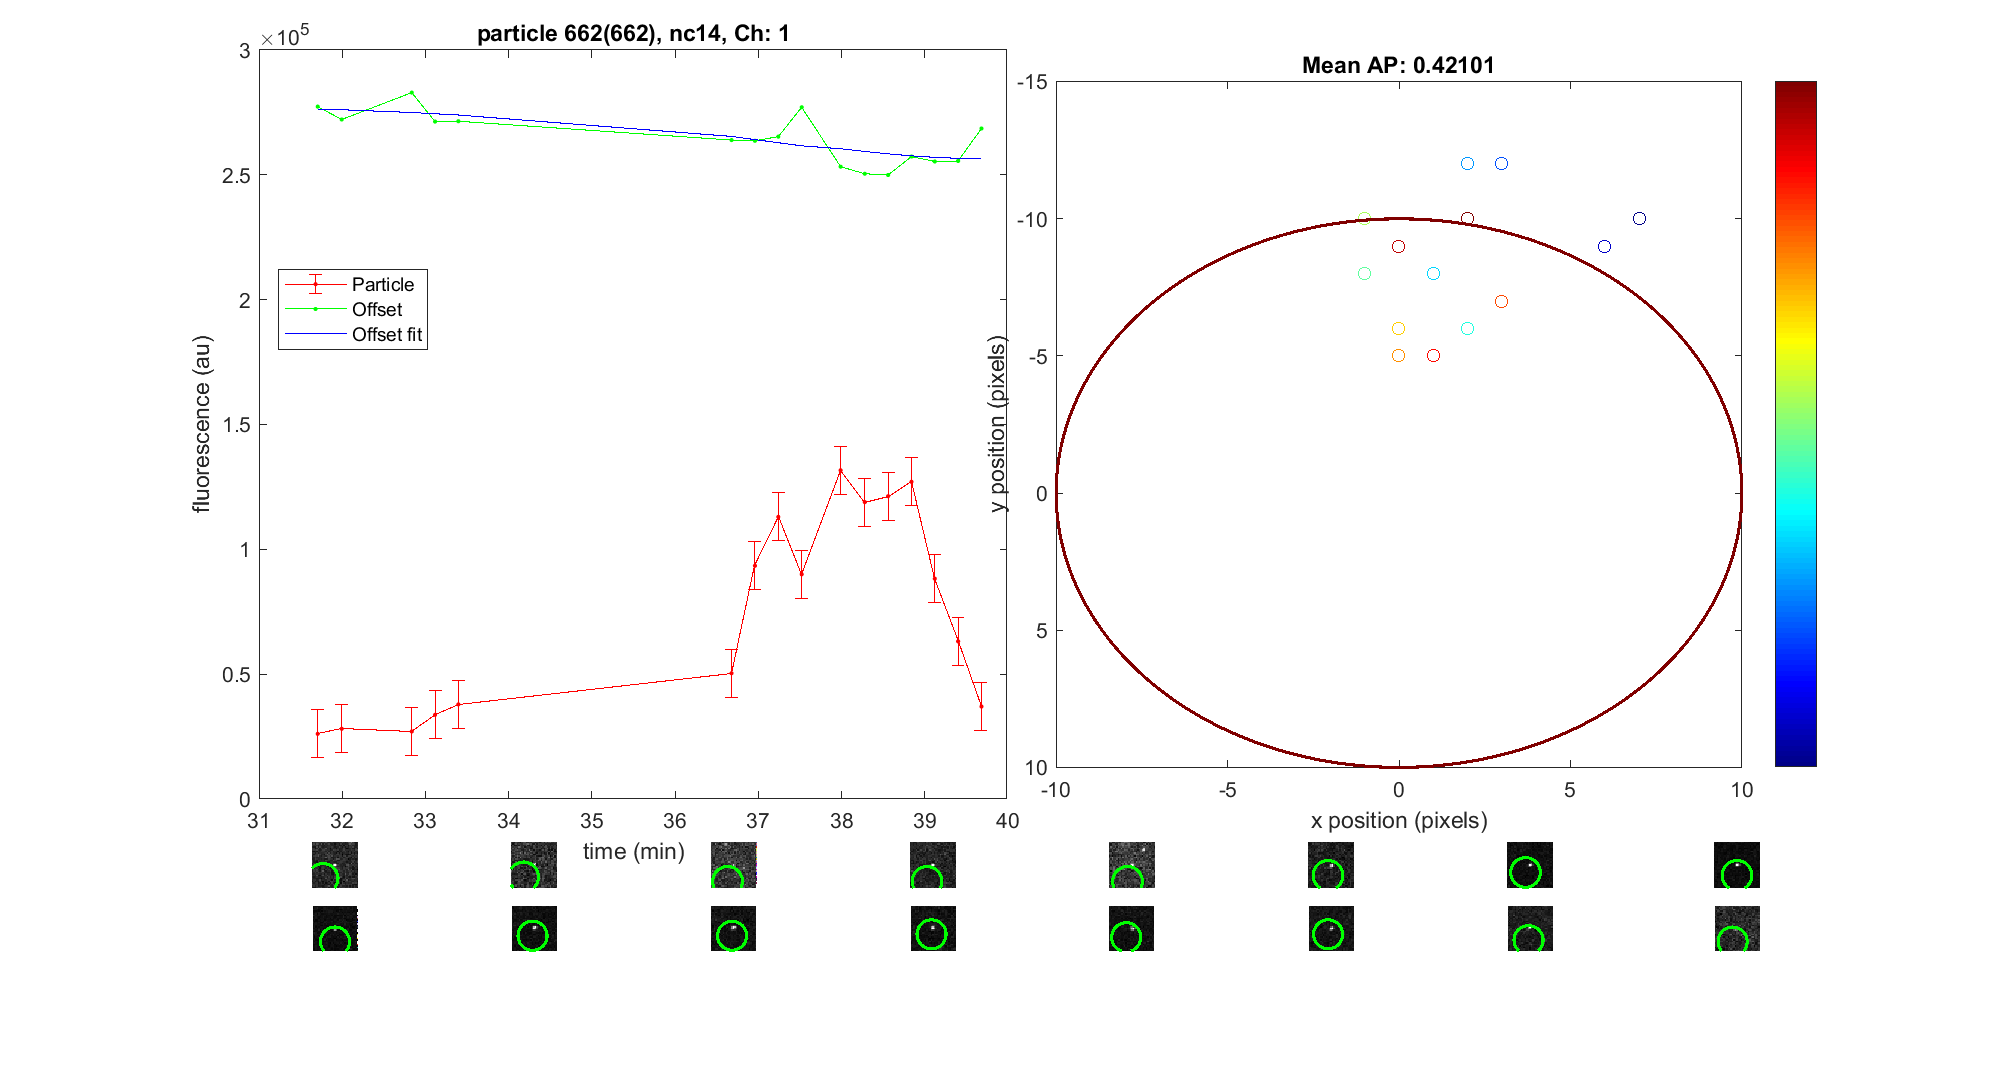 particle 662(662), nc14, Ch: 1
×10^5
3
2.5
2
1.5
1
0.5
0
fluorescence (au)
Particle
Offset
Offset fit
31 32 33 34 35 36 37 38 39 40
time (min)
Mean AP: 0.42101
-15
-10
-5
0
5
10
y position (pixels)
-10 -5 0 5 10
x position (pixels)